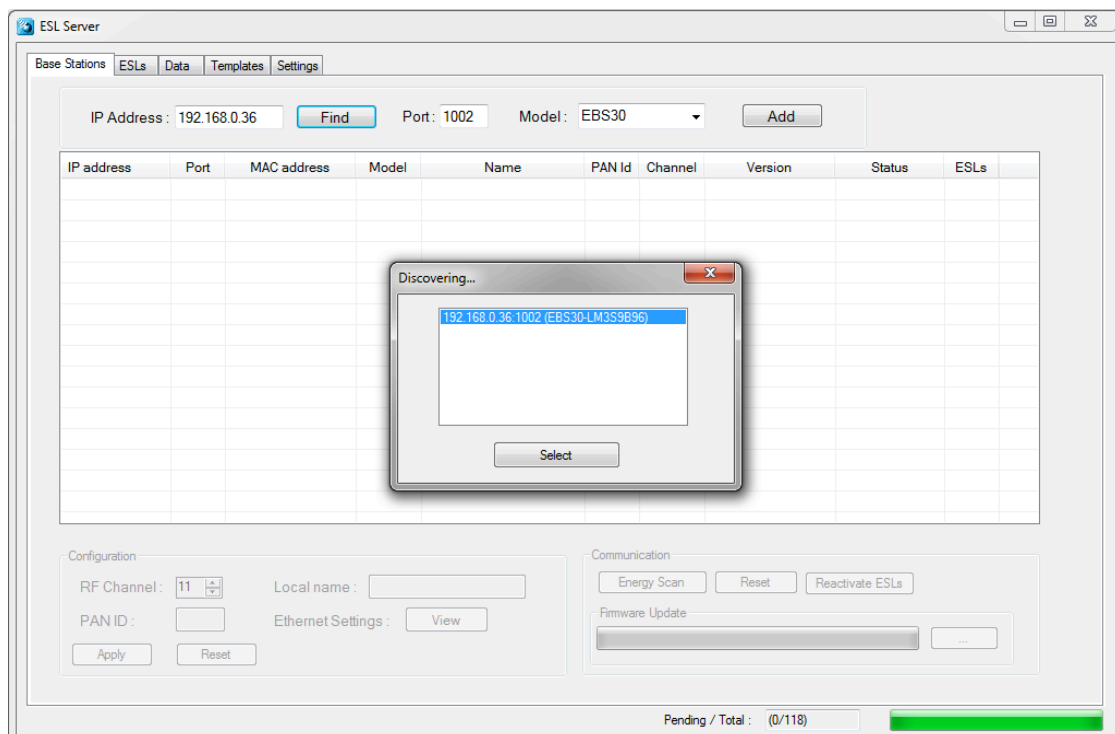 ESL Server
Base Stations ESLs Data Templates Settings
IP Address : 192.168.0.36 Find Port : 1002 Model : EBS30 Add
IP address Port MAC address Model Name PAN Id Channel Version Status ESLs
Discovering...
192.168.0.36:1002 (EBS30-LM3S9B96)
Select
Configuration
RF Channel : 11 Local name :
PAN ID : Ethernet Settings : View
Apply Reset
Communication
Energy Scan Reset Reactivate ESLs
Firmware Update
...
Pending / Total : (0/118)